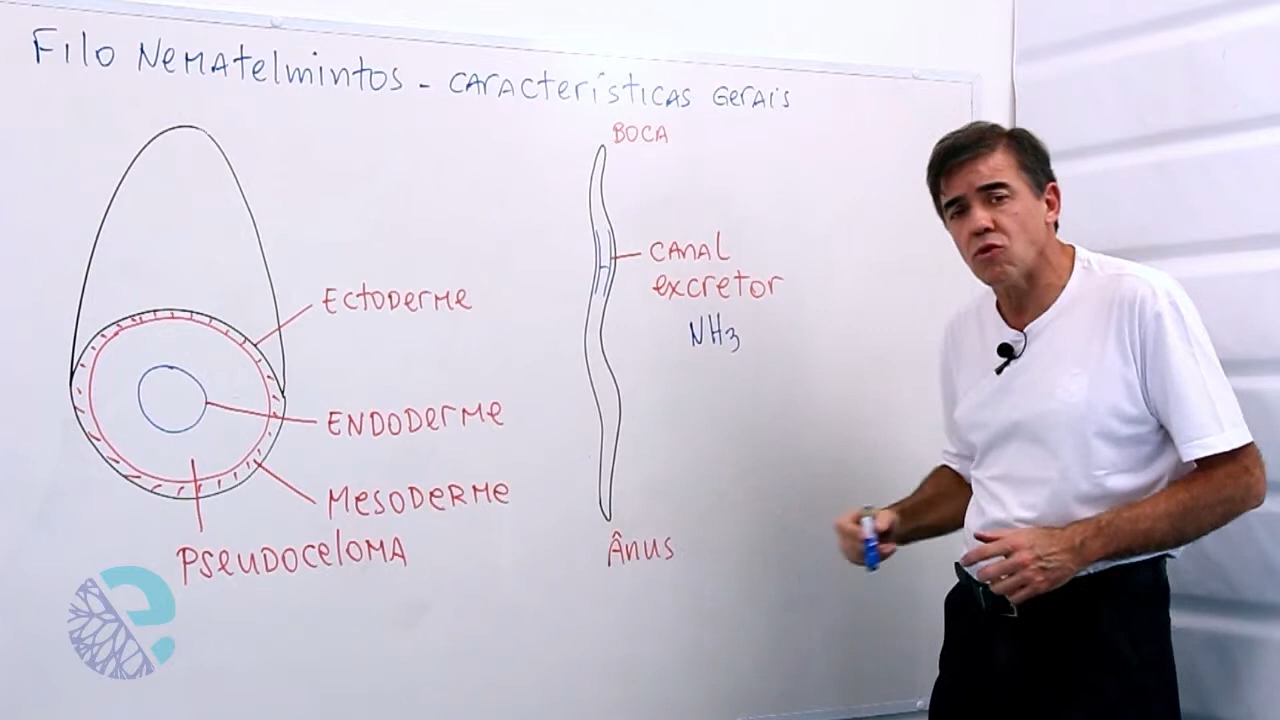 Filo Nematelmintos - características gerais
BOCA
canal
excretor
NH3
Ectoderme
Endoderme
Mesoderme
Pseudoceloma
Ânus